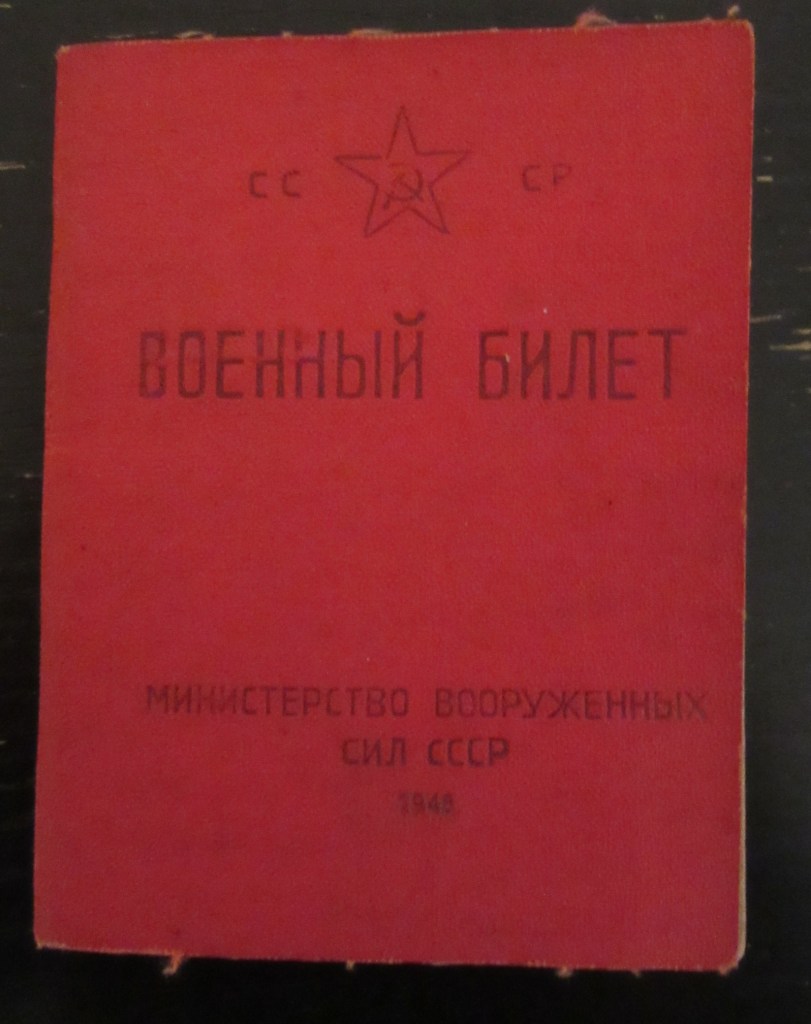 СС СР
ВОЕННЫЙ БИЛЕТ
МИНИСТЕРСТВО ВООРУЖЕННЫХ
СИЛ СССР
1948